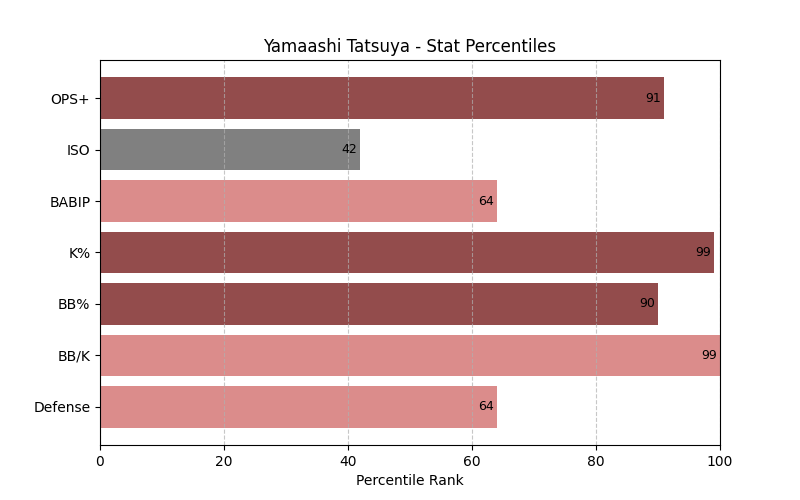 Yamaashi Tatsuya - Stat Percentiles
OPS+ 91
ISO 42
BABIP 64
K% 99
BB% 90
BB/K 99
Defense 64
0 20 40 60 80 100
Percentile Rank